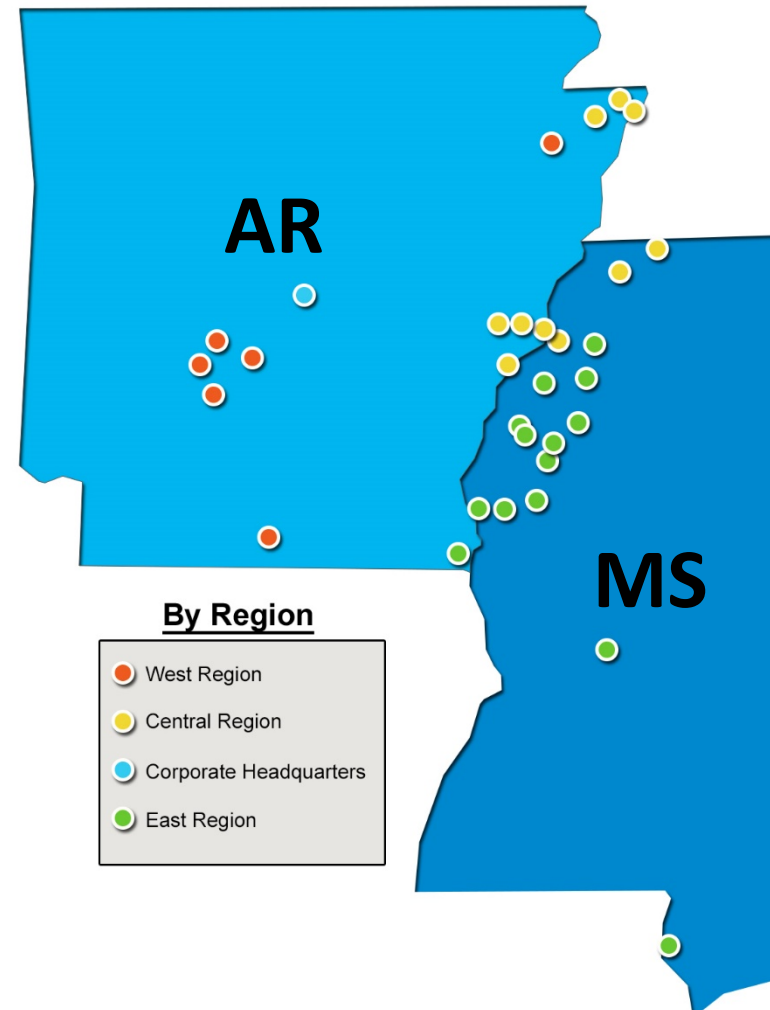 AR
MS
By Region
West Region
Central Region
Corporate Headquarters
East Region